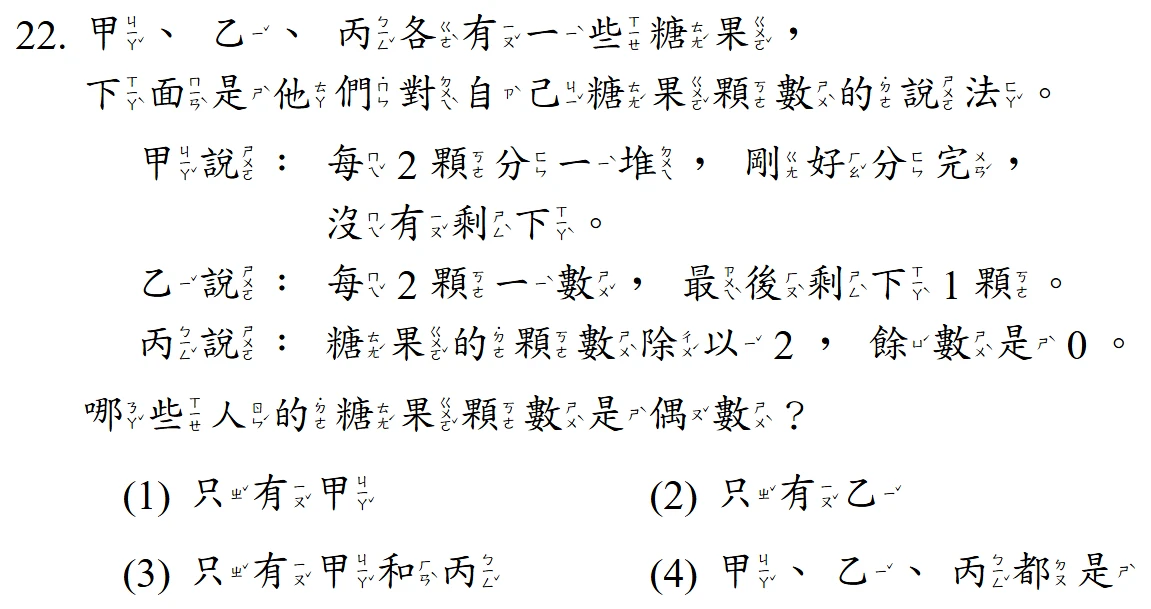 22. 甲、乙、丙各有一些糖果，
下面是他們對自己糖果顆數的說法。
甲說：每2顆分一堆，剛好分完，
沒有剩下。
乙說：每2顆一數，最後剩下1顆。
丙說：糖果的顆數除以2，餘數是0。
哪些人的糖果顆數是偶數？
(1) 只有甲 (2) 只有乙
(3) 只有甲和丙 (4) 甲、乙、丙都是